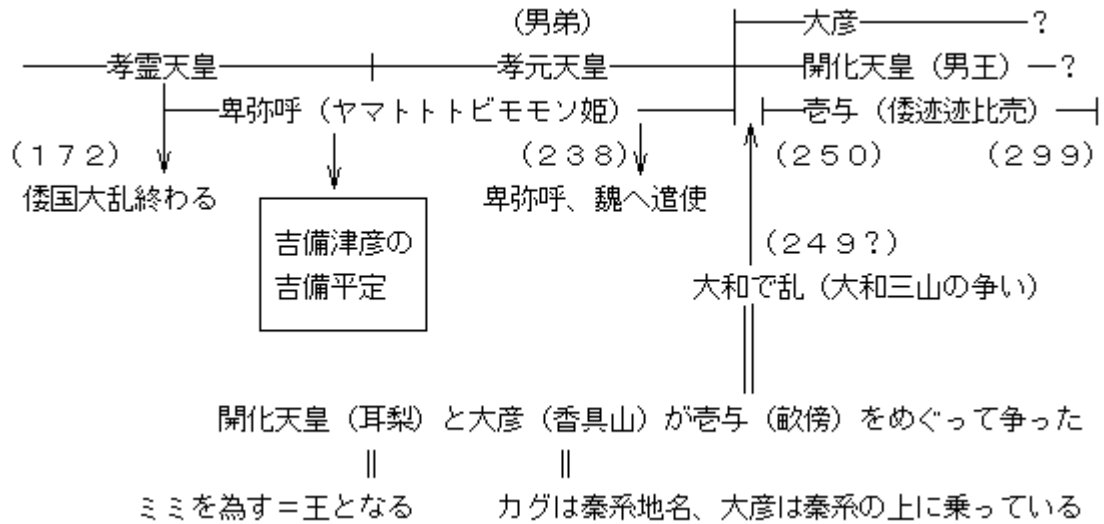 (男弟)
大彦 ?
孝霊天皇 孝元天皇 開化天皇(男王) ?
卑弥呼(ヤマトトトビモモソ姫) 壱与(倭迹迹比売)
(172) (238) (250) (299)
倭国大乱終わる 卑弥呼、魏へ遣使
吉備津彦の
吉備平定
(249?)
大和で乱(大和三山の争い)
開化天皇(耳梨)と大彦(香具山)が壱与(畝傍)をめぐって争った
ミミを為す=王となる カグは秦系地名、大彦は秦系の上に乗っている